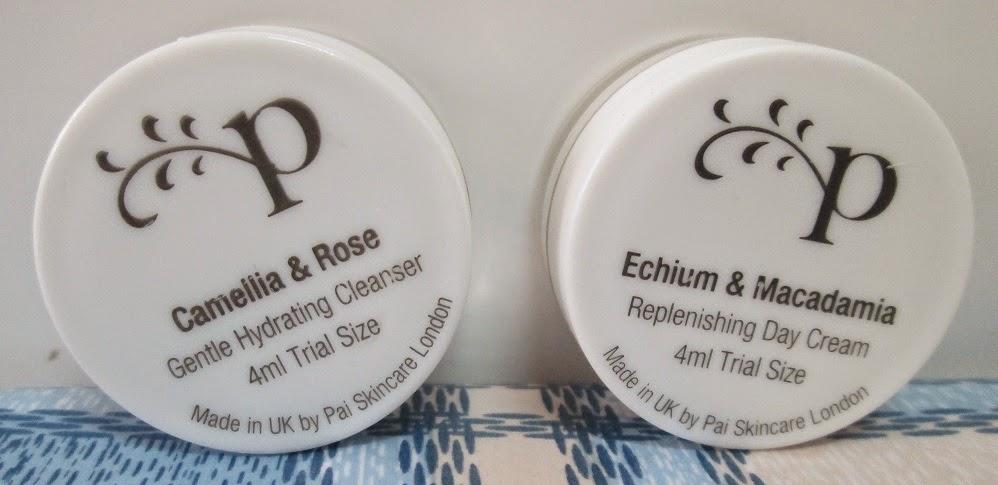 p
Camellia & Rose
Gentle Hydrating Cleanser
4ml Trial Size
Made in UK by Pai Skincare London
p
Echium & Macadamia
Replenishing Day Cream
4ml Trial Size
Made in UK by Pai Skincare London